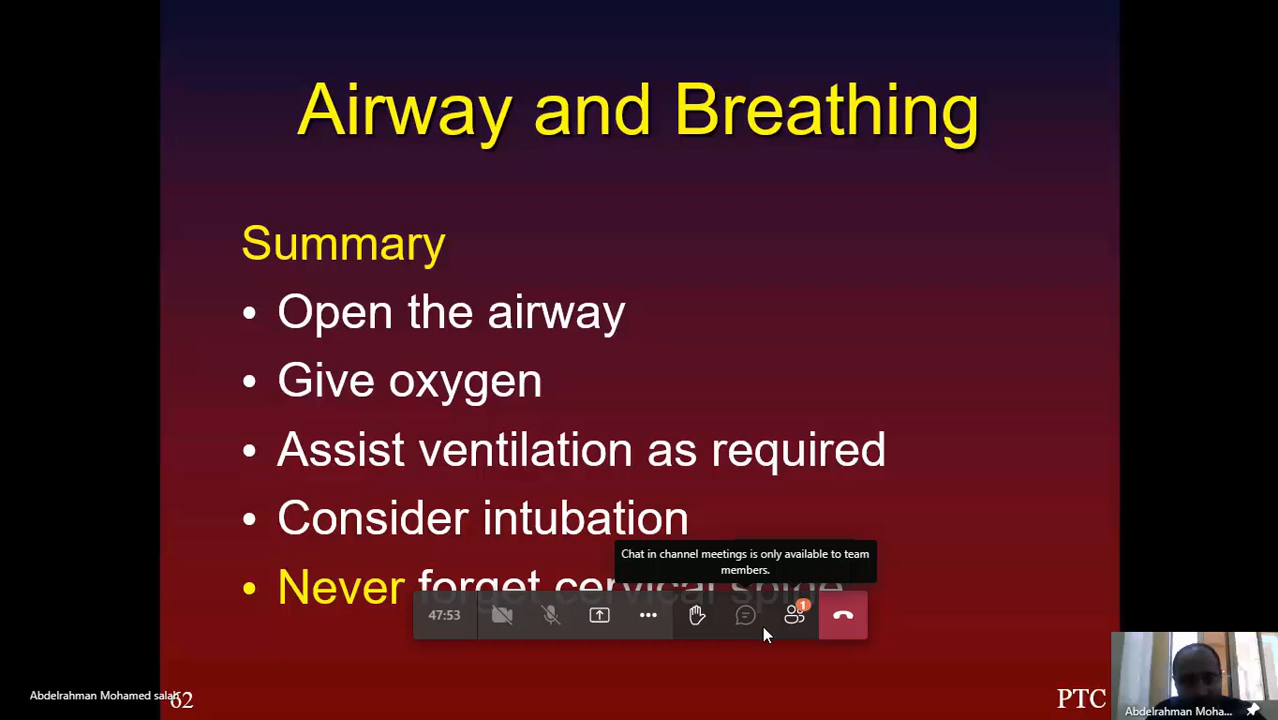 Airway and Breathing
Summary
• Open the airway
• Give oxygen
• Assist ventilation as required
• Consider intubation
Chat in channel meetings is only available to team
members.
• Never forget cervical spine
47:53
1
Abdelrahman Mohamed salah
62
PTC
Abdelrahman Moha...